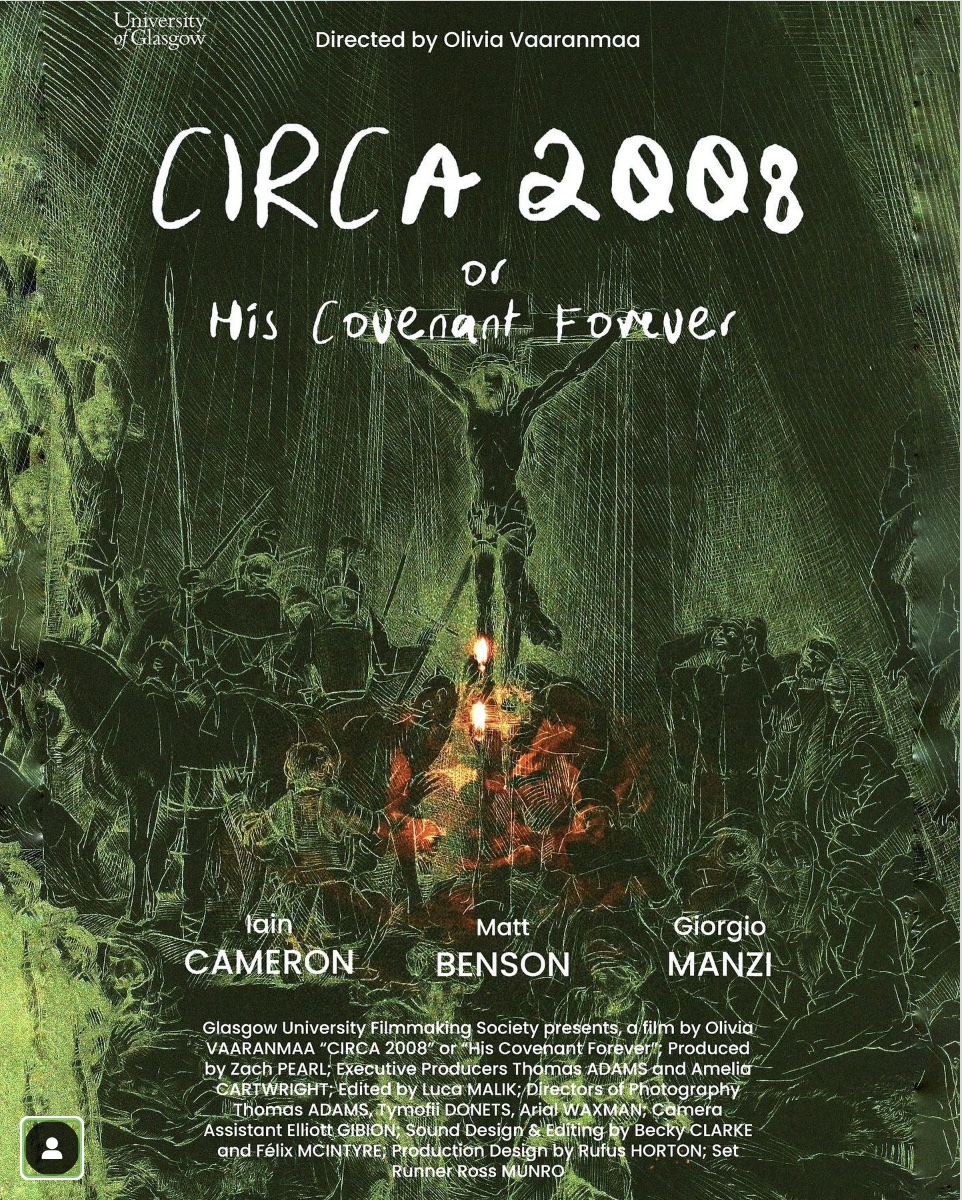 University
of Glasgow
Directed by Olivia Vaaranmaa
CIRCA 2008
or
His Covenant Forever
Iain
CAMERON
Matt
BENSON
Giorgio
MANZI
Glasgow University Filmmaking Society presents, a film by Olivia
VAARANMAA “CIRCA 2008” or “His Covenant Forever”; Produced
by Zach PEARL; Executive Producers Thomas ADAMS and Amelia
CARTWRIGHT; Edited by Luca MALIK; Directors of Photography
Thomas ADAMS, Tymofii DONETS, Arial WAXMAN; Camera
Assistant Elliott GIBION; Sound Design & Editing by Becky CLARKE
and Félix MCINTYRE; Production Design by Rufus HORTON; Set
Runner Ross MUNRO